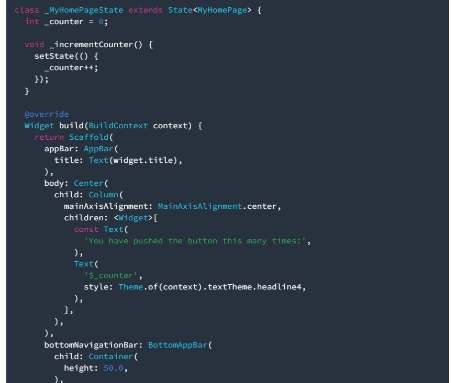 class _MyHomePageState extends State<MyHomePage> {
  int _counter = 0;

  void _incrementCounter() {
    setState(() {
      _counter++;
    });
  }

  @override
  Widget build(BuildContext context) {
    return Scaffold(
      appBar: AppBar(
        title: Text(widget.title),
      ),
      body: Center(
        child: Column(
          mainAxisAlignment: MainAxisAlignment.center,
          children: <Widget>[
            const Text(
              'You have pushed the button this many times:',
            ),
            Text(
              '$_counter',
              style: Theme.of(context).textTheme.headline4,
            ),
          ],
        ),
      ),
      bottomNavigationBar: BottomAppBar(
        child: Container(
          height: 50.0,
        ),